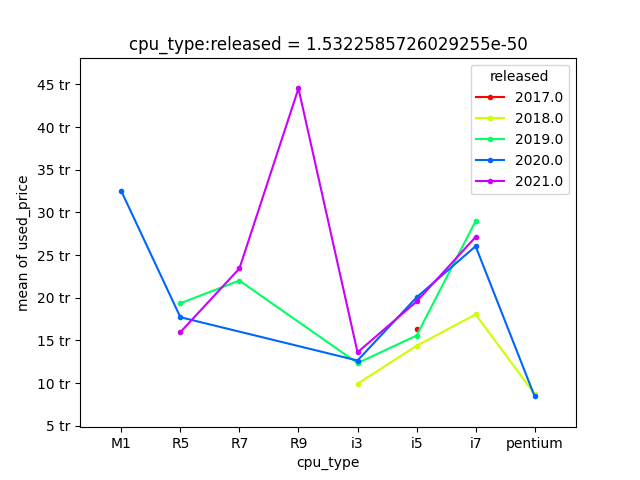 cpu_type:released = 1.5322585726029255e-50
released
2017.0
2018.0
2019.0
2020.0
2021.0
mean of used_price
45 tr
40 tr
35 tr
30 tr
25 tr
20 tr
15 tr
10 tr
5 tr
M1 R5 R7 R9 i3 i5 i7 pentium
cpu_type